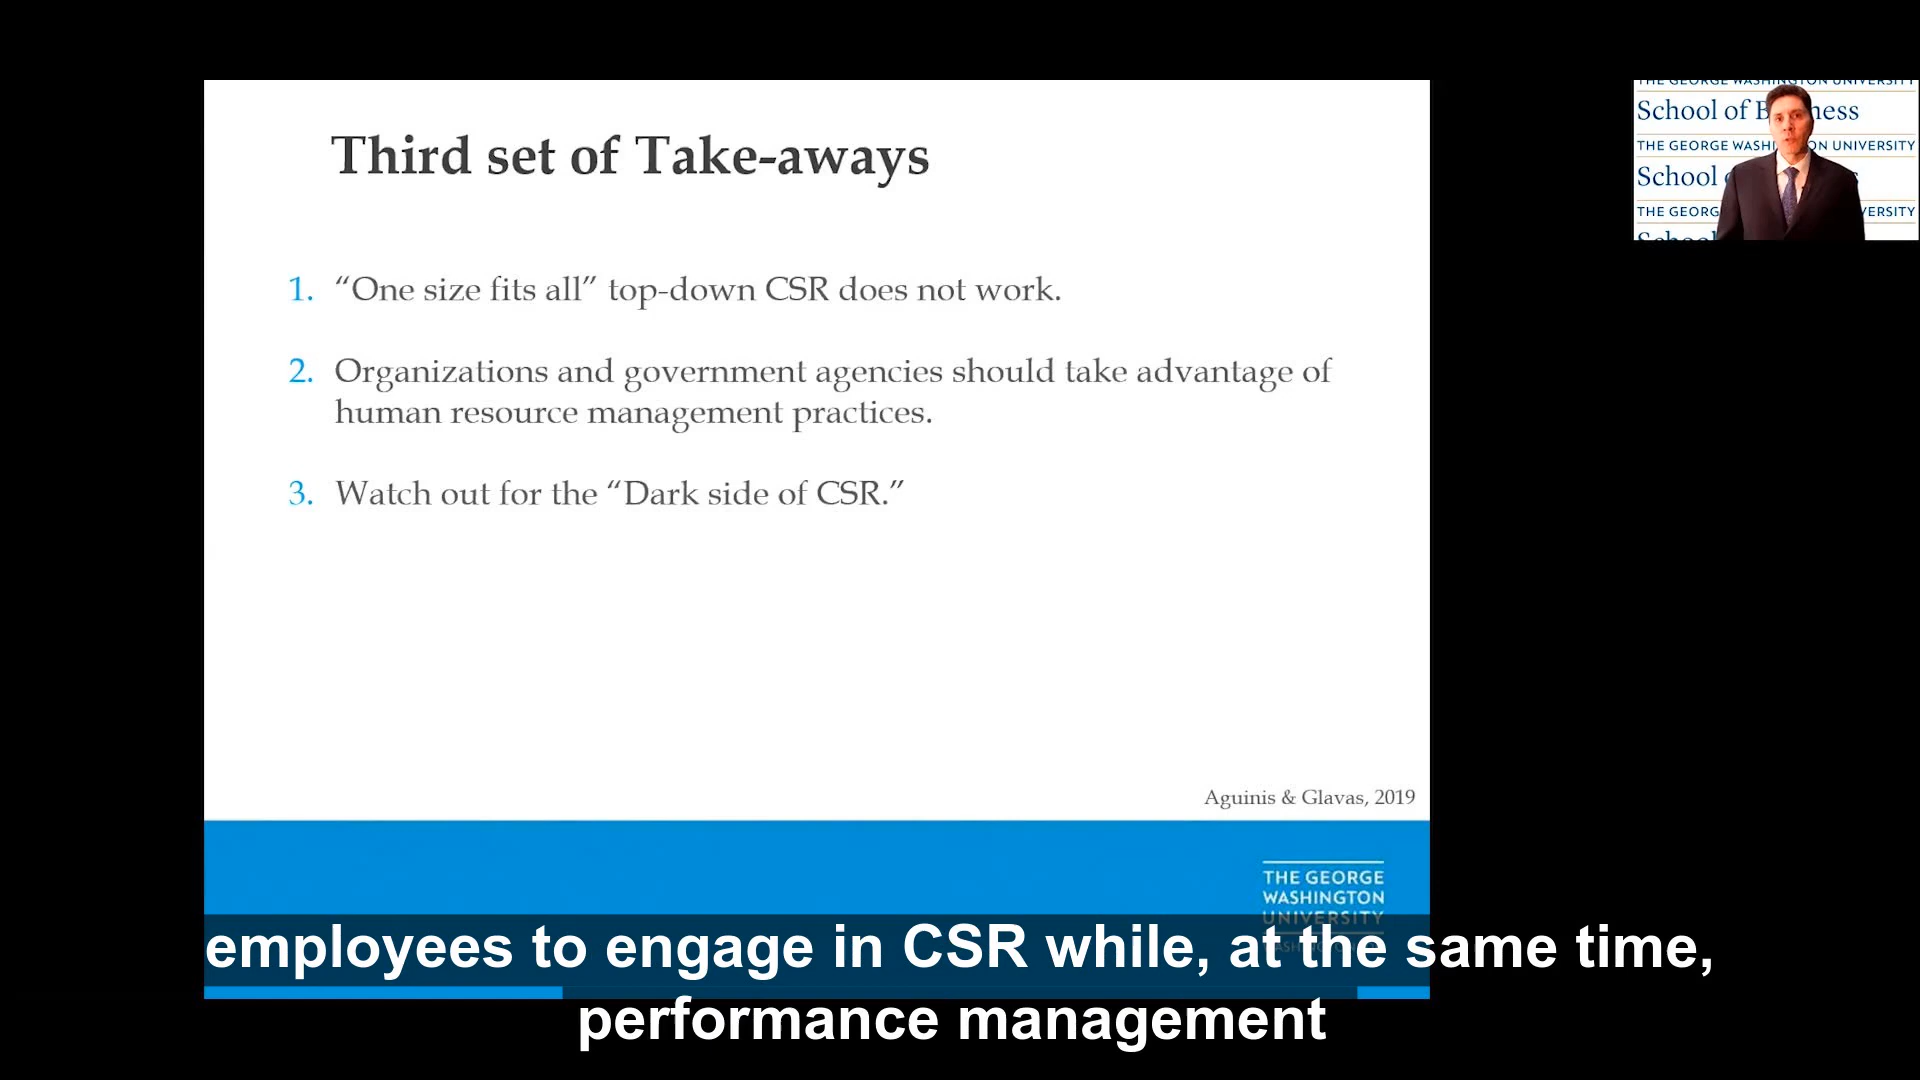 Third set of Take-aways
1. “One size fits all” top-down CSR does not work.
2. Organizations and government agencies should take advantage of
human resource management practices.
3. Watch out for the “Dark side of CSR.”
Aguinis & Glavas, 2019
THE GEORGE
WASHINGTON
UNIVERSITY
employees to engage in CSR while, at the same time,
performance management
THE GEORGE WASHINGTON UNIVERSITY
School of B ness
THE GEORGE WASHI ON UNIVERSITY
School
THE GEORG VERSITY
School